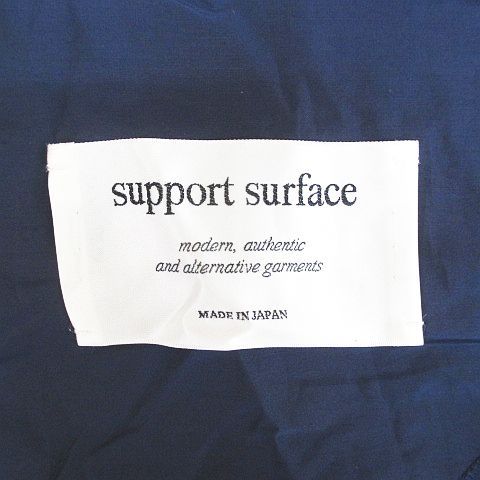 support surface
modern, authentic
and alternative garments
MADE IN JAPAN